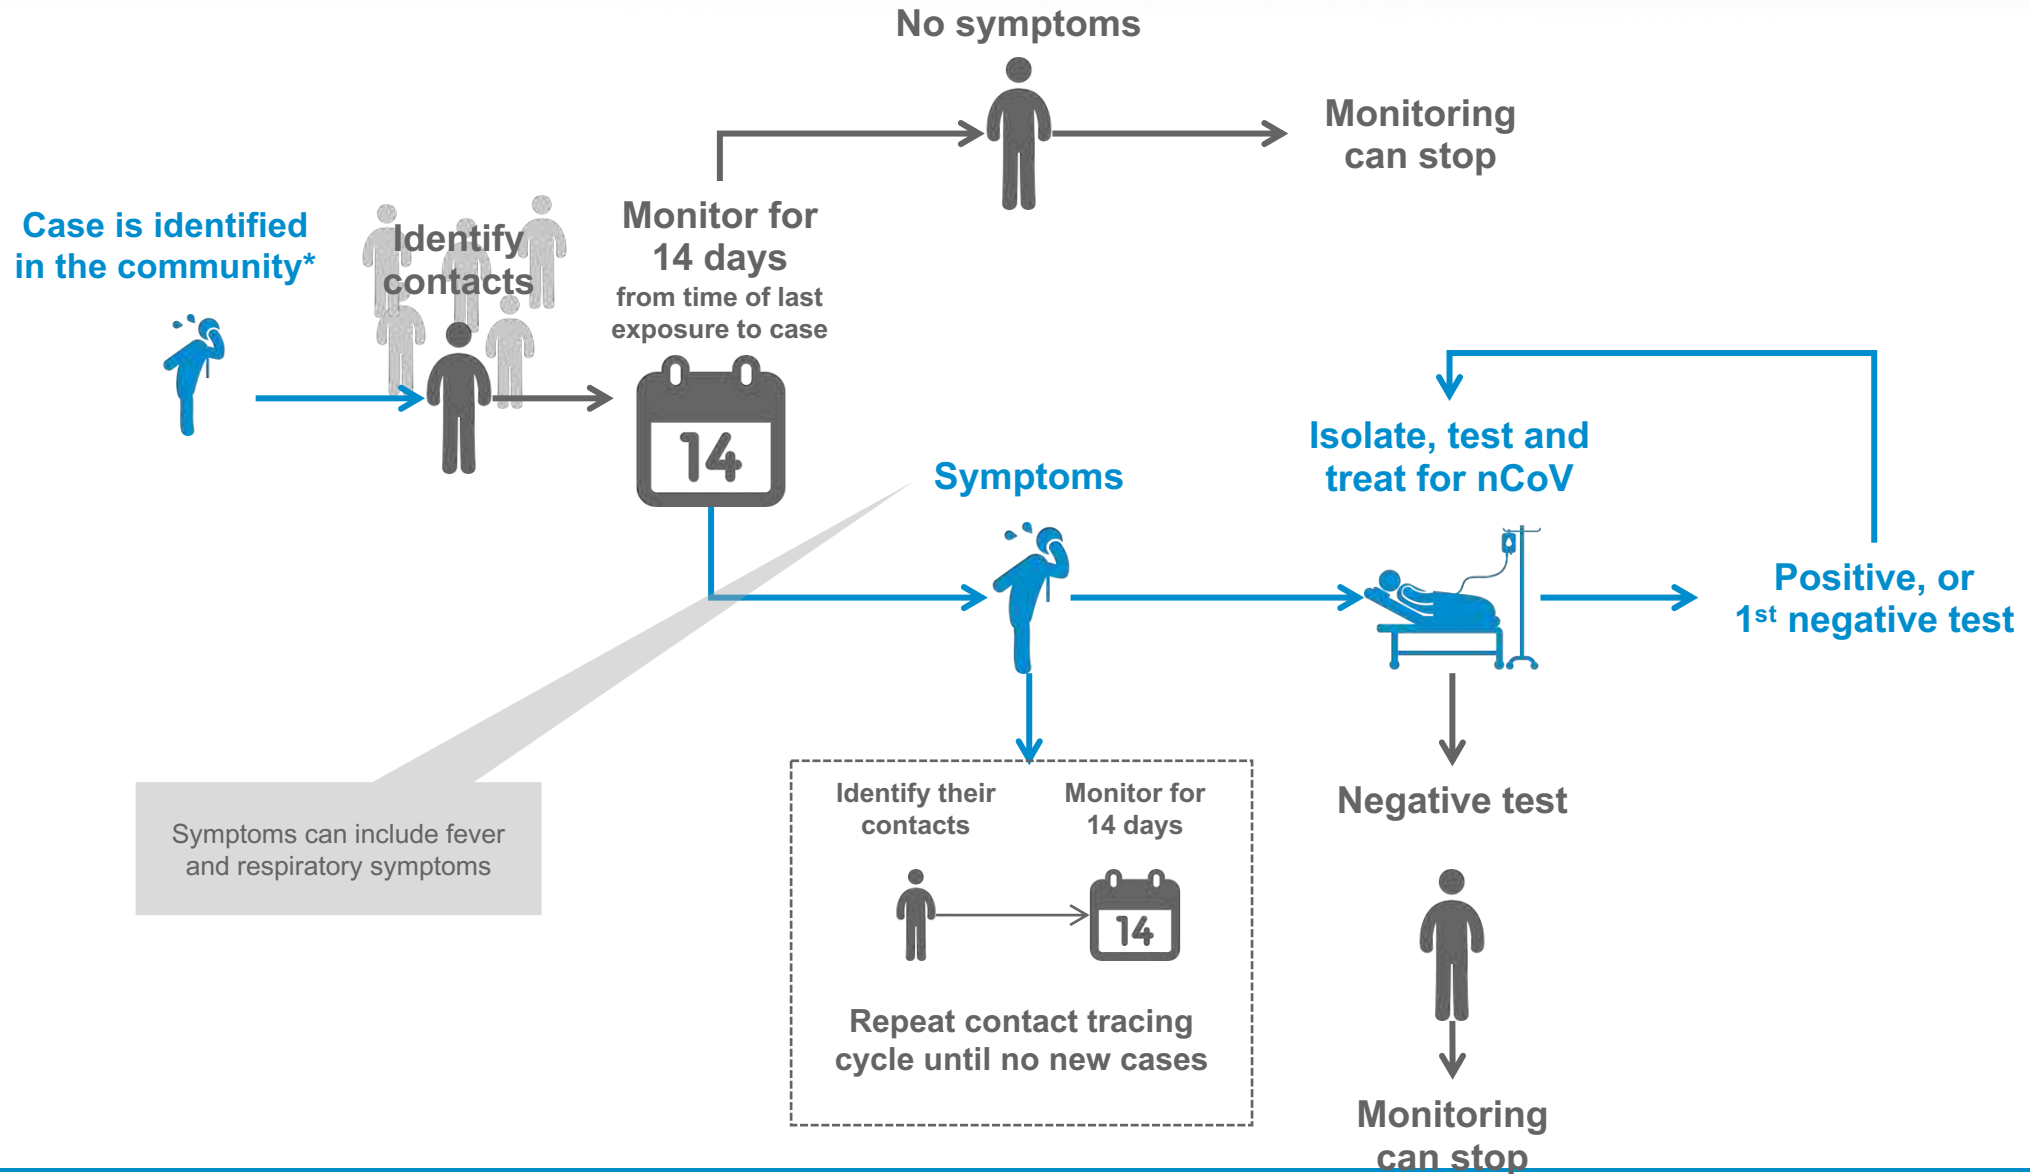 No symptoms
Monitoring
can stop
Case is identified
in the community*
Identify
contacts
Monitor for
14 days
from time of last
exposure to case
14
Symptoms
Isolate, test and
treat for nCoV
Positive, or
1st negative test
Symptoms can include fever
and respiratory symptoms
Identify their
contacts
Monitor for
14 days
14
Repeat contact tracing
cycle until no new cases
Negative test
Monitoring
can stop